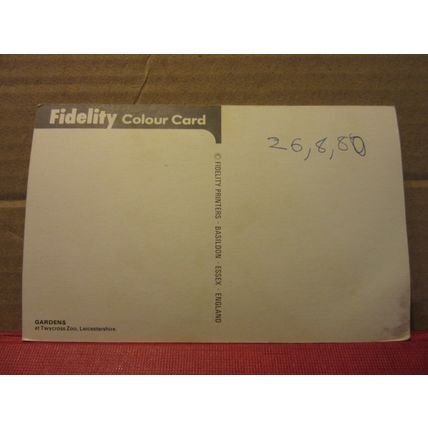 Fidelity Colour Card
26,8,80
© FIDELITY PRINTERS · BASILDON · ESSEX · ENGLAND
GARDENS
at Twycross Zoo, Leicestershire.